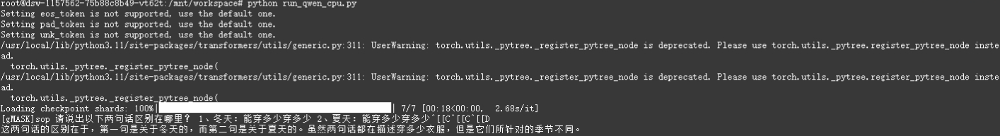 root@dsw-1157562-75b88c8b49-vt62t:/mnt/workspace# python run_qwen_cpu.py
Setting eos_token is not supported, use the default one.
Setting pad_token is not supported, use the default one.
Setting unk_token is not supported, use the default one.
/usr/local/lib/python3.11/site-packages/transformers/utils/generic.py:311: UserWarning: torch.utils._pytree._register_pytree_node is deprecated. Please use torch.utils._pytree.register_pytree_node inste
ad.
  torch.utils._pytree._register_pytree_node(
/usr/local/lib/python3.11/site-packages/transformers/utils/generic.py:311: UserWarning: torch.utils._pytree._register_pytree_node is deprecated. Please use torch.utils._pytree.register_pytree_node inste
ad.
  torch.utils._pytree._register_pytree_node(
Loading checkpoint shards: 100%| | 7/7 [00:18<00:00,  2.68s/it]
[gMASK]sop 请说出以下两句话区别在哪里？ 1、冬天：能穿多少穿多少 2、夏天：能穿多少穿多少^[[C^[[C^[[D
这两句话的区别在于，第一句是关于冬天的，而第二句是关于夏天的。虽然两句话都在描述穿多少衣服，但是它们所针对的季节不同。